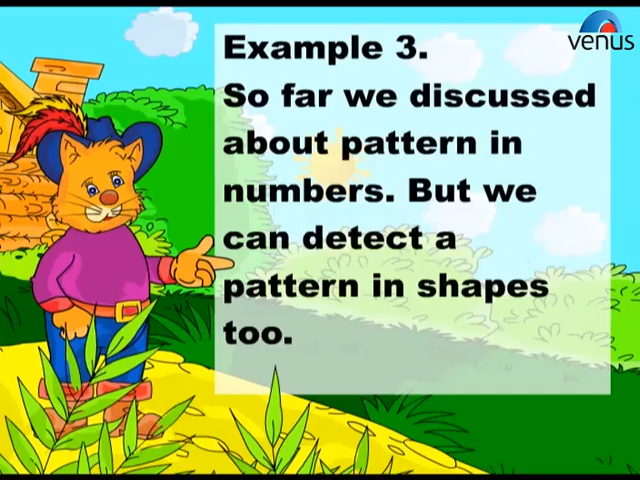 venus
Example 3.
So far we discussed
about pattern in
numbers. But we
can detect a
pattern in shapes
too.